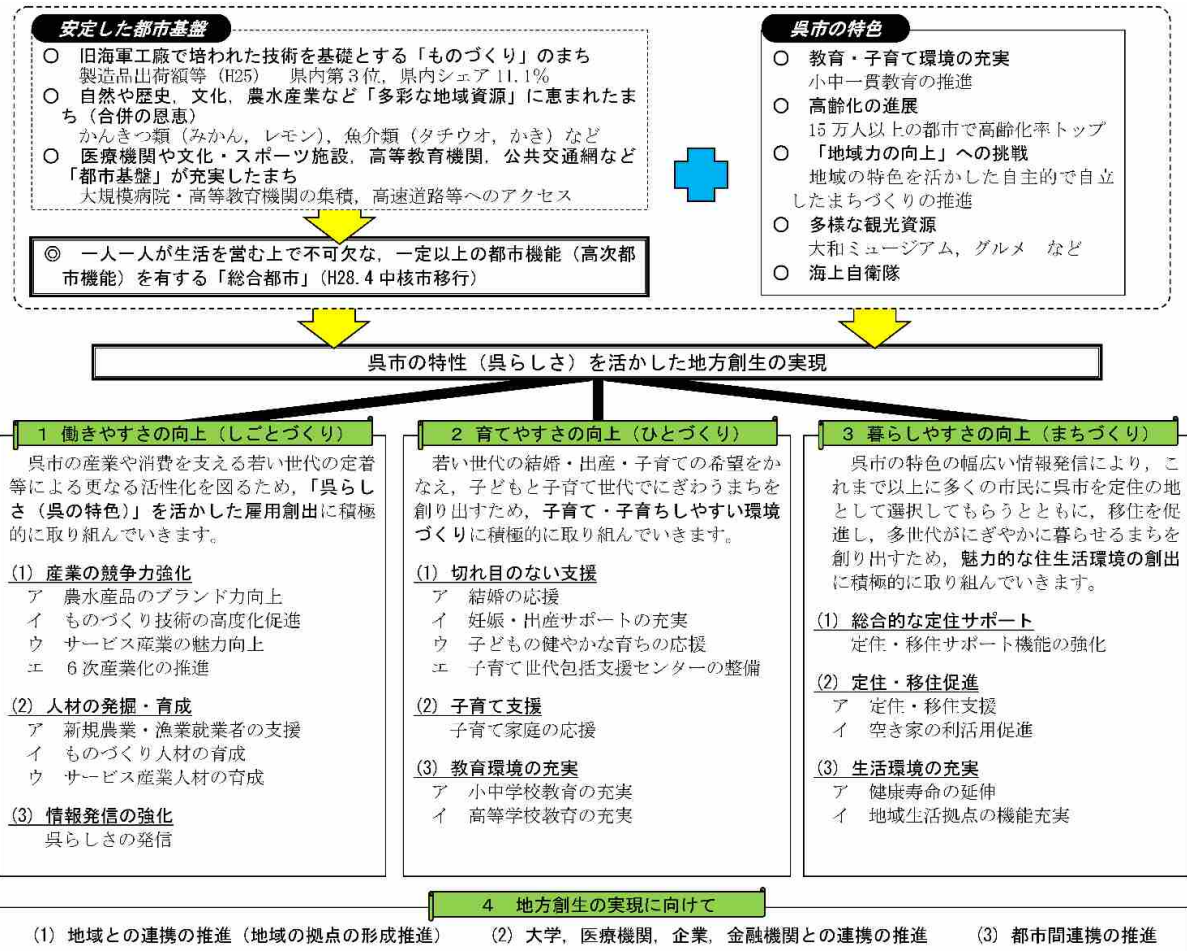 安定した都市基盤
○ 旧海軍工廠で培われた技術を基礎とする「ものづくり」のまち
製造品出荷額等（H25） 県内第３位，県内シェア 11.1％
○ 自然や歴史，文化，農水産業など「多彩な地域資源」に恵まれたま
ち（合併の恩恵）
かんきつ類（みかん，レモン），魚介類（タチウオ，かき）など
○ 医療機関や文化・スポーツ施設，高等教育機関，公共交通網など
「都市基盤」が充実したまち
大規模病院・高等教育機関の集積，高速道路等へのアクセス
◎ 一人一人が生活を営む上で不可欠な，一定以上の都市機能（高次都
市機能）を有する「総合都市」（H28.4 中核市移行）
呉市の特色
○ 教育・子育て環境の充実
小中一貫教育の推進
○ 高齢化の進展
15 万人以上の都市で高齢化率トップ
○ 「地域力の向上」への挑戦
地域の特色を活かした自主的で自立
したまちづくりの推進
○ 多様な観光資源
大和ミュージアム，グルメ など
○ 海上自衛隊
呉市の特性（呉らしさ）を活かした地方創生の実現
１ 働きやすさの向上（しごとづくり）
呉市の産業や消費を支える若い世代の定着
等による更なる活性化を図るため，「呉らし
さ（呉の特色）」を活かした雇用創出に積極
的に取り組んでいきます。
(1) 産業の競争力強化
ア 農水産品のブランド力向上
イ ものづくり技術の高度化促進
ウ サービス産業の魅力向上
エ ６次産業化の推進
(2) 人材の発掘・育成
ア 新規農業・漁業就業者の支援
イ ものづくり人材の育成
ウ サービス産業人材の育成
(3) 情報発信の強化
呉らしさの発信
２ 育てやすさの向上（ひとづくり）
若い世代の結婚・出産・子育ての希望をか
なえ，子どもと子育て世代でにぎわうまちを
創り出すため，子育て・子育ちしやすい環境
づくりに積極的に取り組んでいきます。
(1) 切れ目のない支援
ア 結婚の応援
イ 妊娠・出産サポートの充実
ウ 子どもの健やかな育ちの応援
エ 子育て世代包括支援センターの整備
(2) 子育て支援
子育て家庭の応援
(3) 教育環境の充実
ア 小中学校教育の充実
イ 高等学校教育の充実
３ 暮らしやすさの向上（まちづくり）
呉市の特色の幅広い情報発信により，こ
れまで以上に多くの市民に呉市を定住の地
として選択してもらうとともに，移住を促
進し，多世代がにぎやかに暮らせるまちを
創り出すため，魅力的な住生活環境の創出
に積極的に取り組んでいきます。
(1) 総合的な定住サポート
定住・移住サポート機能の強化
(2) 定住・移住促進
ア 定住・移住支援
イ 空き家の利活用促進
(3) 生活環境の充実
ア 健康寿命の延伸
イ 地域生活拠点の機能充実
４ 地方創生の実現に向けて
(1) 地域との連携の推進（地域の拠点の形成推進） (2) 大学，医療機関，企業，金融機関との連携の推進 (3) 都市間連携の推進